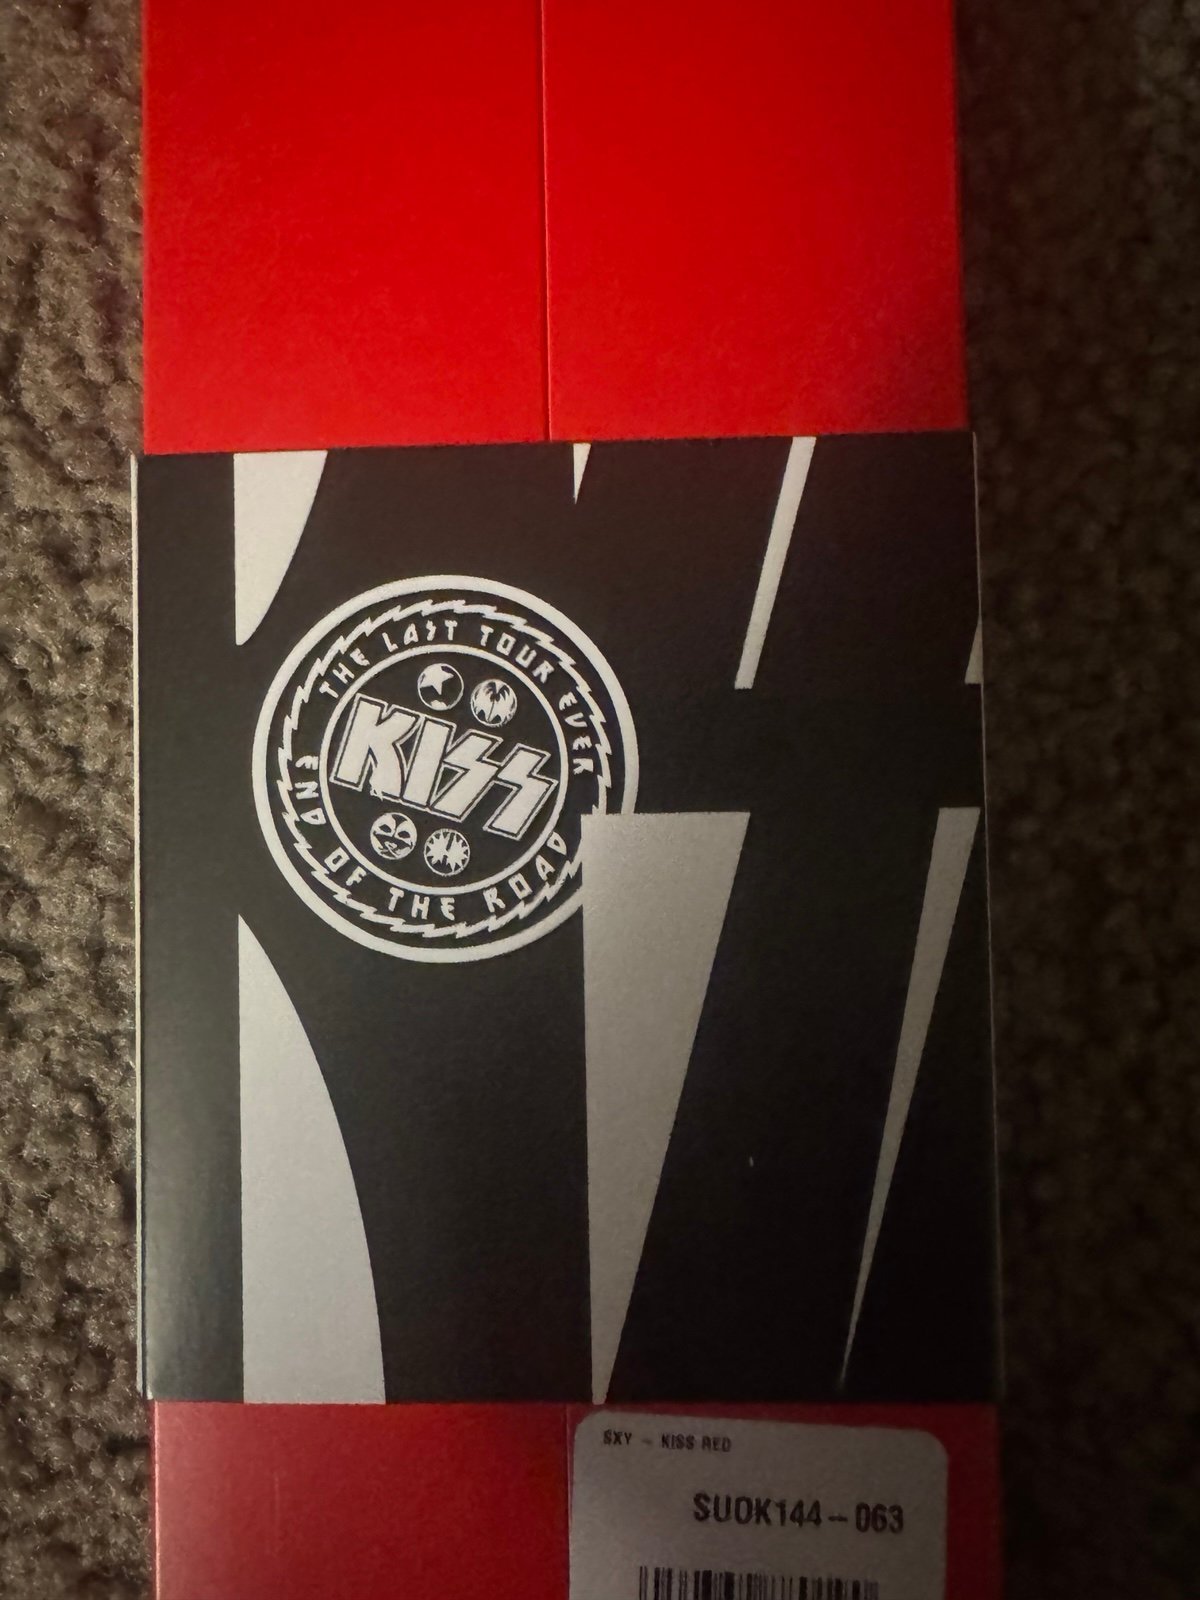 THE LAST TOUR EVER
KISS
END OF THE ROAD
SXY - KISS RED
SUOK144-063